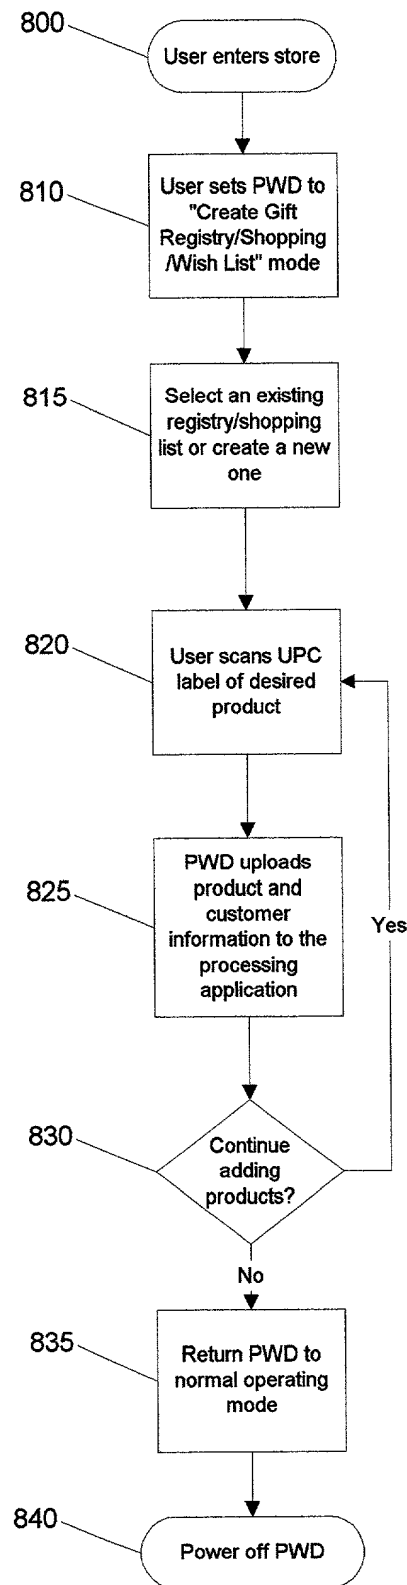 800
User enters store
810
User sets PWD to
"Create Gift
Registry/Shopping
/Wish List" mode
815
Select an existing
registry/shopping
list or create a new
one
820
User scans UPC
label of desired
product
825
PWD uploads
product and
customer
information to the
processing
application
Yes
830
Continue
adding
products?
No
835
Return PWD to
normal operating
mode
840
Power off PWD